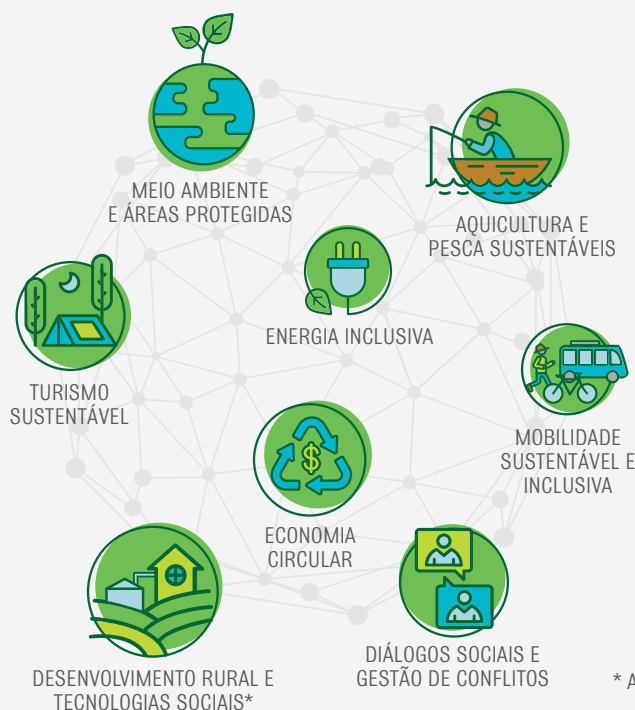 MEIO AMBIENTE
E ÁREAS PROTEGIDAS
AQUICULTURA E
PESCA SUSTENTÁVEIS
ENERGIA INCLUSIVA
TURISMO
SUSTENTÁVEL
MOBILIDADE
SUSTENTÁVEL E
INCLUSIVA
$
ECONOMIA
CIRCULAR
DIÁLOGOS SOCIAIS E
GESTÃO DE CONFLITOS
DESENVOLVIMENTO RURAL E
TECNOLOGIAS SOCIAIS*
* A